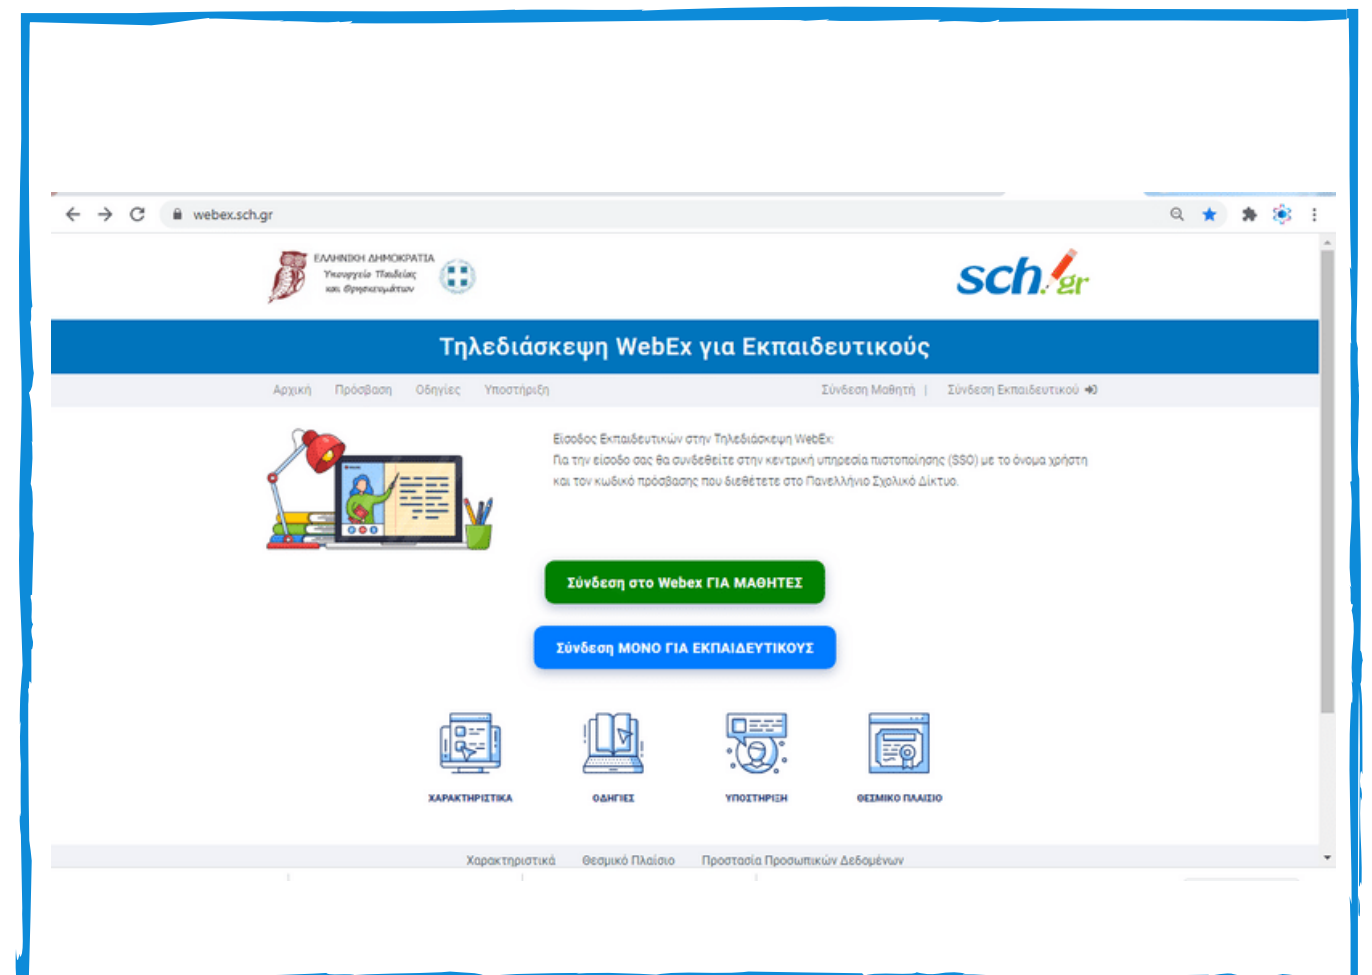 webex.sch.gr
ΕΛΛΗΝΙΚΗ ΔΗΜΟΚΡΑΤΙΑ
Υπουργείο Παιδείας
και Θρησκευμάτων
sch.gr
Τηλεδιάσκεψη WebEx για Εκπαιδευτικούς
Αρχική Πρόσβαση Οδηγίες Υποστήριξη Σύνδεση Μαθητή | Σύνδεση Εκπαιδευτικού
Είσοδος Εκπαιδευτικών στην Τηλεδιάσκεψη WebEx:
Για την είσοδο σας θα συνδεθείτε στην κεντρική υπηρεσία πιστοποίησης (SSO) με το όνομα χρήστη
και τον κωδικό πρόσβασης που διαθέτετε στο Πανελλήνιο Σχολικό Δίκτυο.
Σύνδεση στο Webex ΓΙΑ ΜΑΘΗΤΕΣ
Σύνδεση ΜΟΝΟ ΓΙΑ ΕΚΠΑΙΔΕΥΤΙΚΟΥΣ
ΧΑΡΑΚΤΗΡΙΣΤΙΚΑ ΟΔΗΓΙΕΣ ΥΠΟΣΤΗΡΙΞΗ ΘΕΣΜΙΚΟ ΠΛΑΙΣΙΟ
Χαρακτηριστικά Θεσμικό Πλαίσιο Προστασία Προσωπικών Δεδομένων